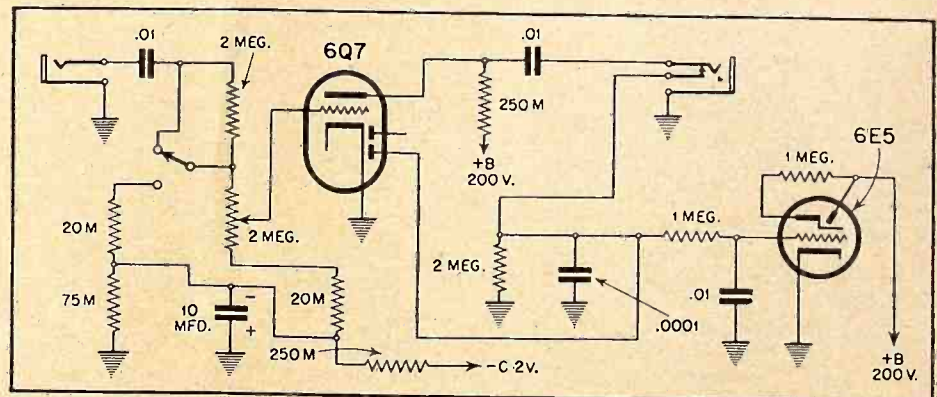 .01
2 MEG.
6Q7
.01
250 M
+B
200 V.
6E5
1 MEG.
20 M
75 M
10
MFD.
−
+
2 MEG.
20 M
250 M
−C·2V.
2 MEG.
.0001
1 MEG.
.01
+B
200 V.